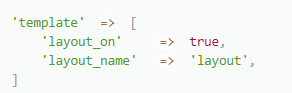 'template'  =>  [
    'layout_on'     =>  true,
    'layout_name'   =>  'layout',
]